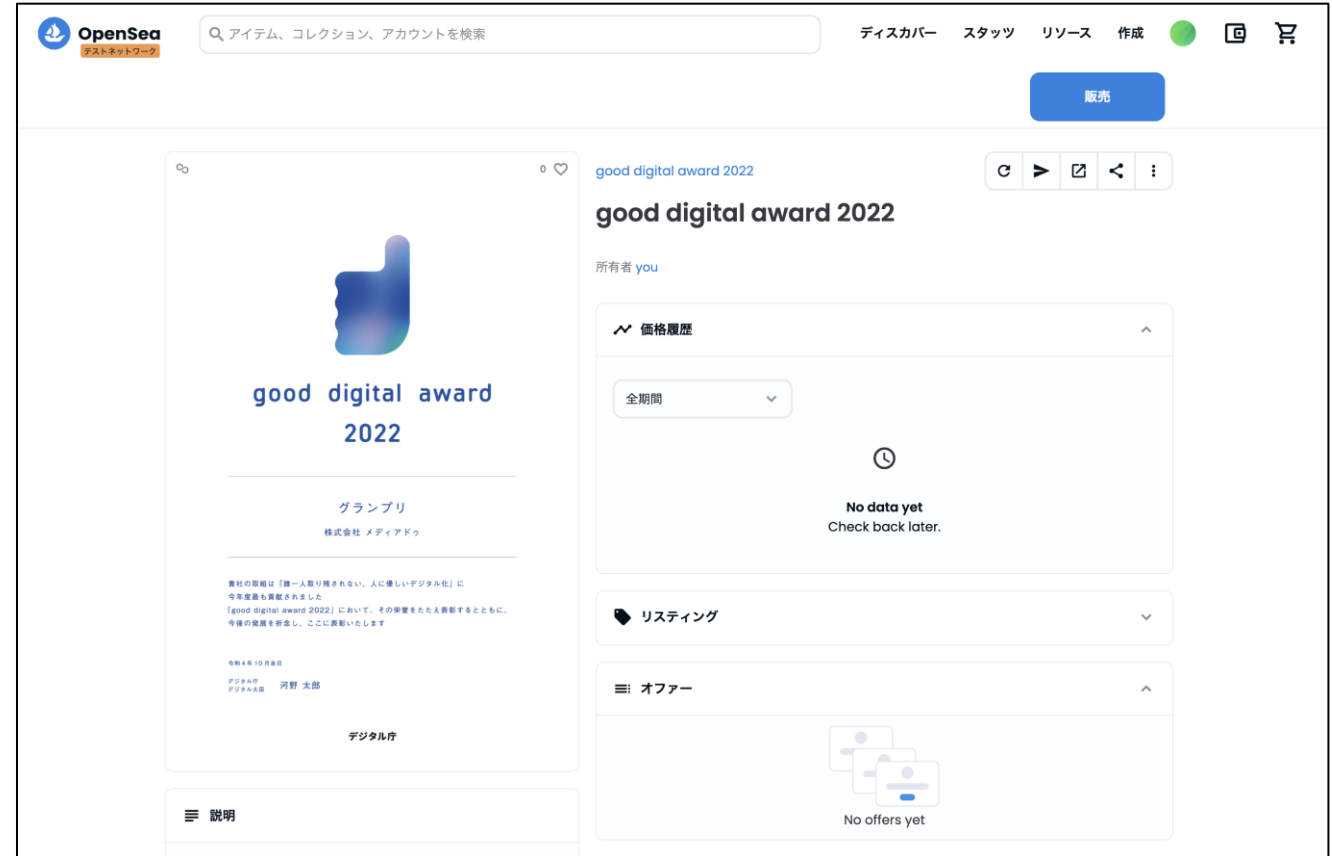 OpenSea
テストネットワーク
アイテム、コレクション、アカウントを検索
ディスカバー
スタッツ
リソース
作成
販売
0
good digital award
2022
グランプリ
株式会社 メディアドゥ
貴社の取組は「誰一人取り残されない、人に優しいデジタル化」に
今年度最も貢献されました
「good digital award 2022」において、その栄誉をたたえ表彰するとともに、
今後の発展を祈念し、ここに表彰いたします
令和4年10月吉日
デジタル庁
デジタル大臣 河野 太郎
デジタル庁
説明
good digital award 2022
good digital award 2022
所有者 you
価格履歴
全期間
No data yet
Check back later.
リスティング
オファー
No offers yet